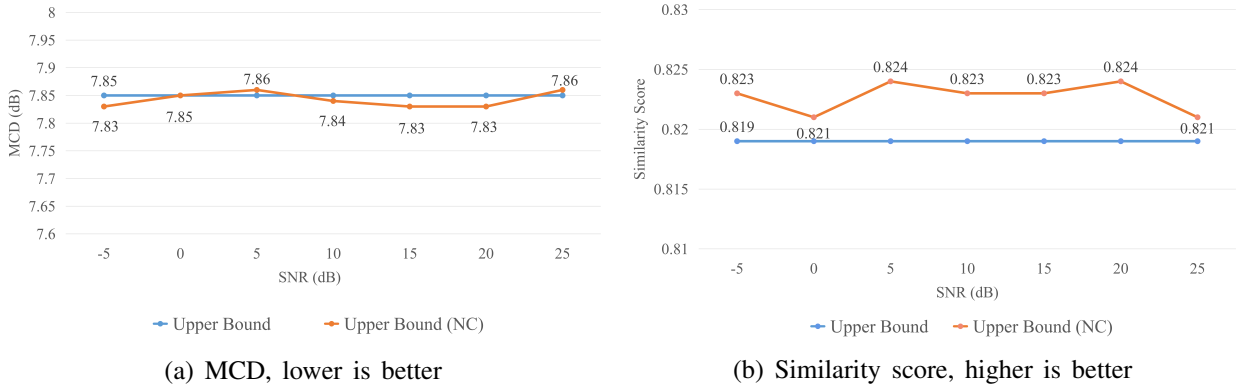 8
7.95
7.9
7.85
7.8
7.75
7.7
7.65
7.6
MCD (dB)
7.85
7.86
7.86
7.83
7.85
7.84
7.83
7.83
-5 0 5 10 15 20 25
SNR (dB)
Upper Bound Upper Bound (NC)
(a) MCD, lower is better
0.83
0.825
0.82
0.815
0.81
Similarity Score
0.823 0.824 0.823 0.823 0.824
0.819 0.821 0.821
-5 0 5 10 15 20 25
SNR (dB)
Upper Bound Upper Bound (NC)
(b) Similarity score, higher is better